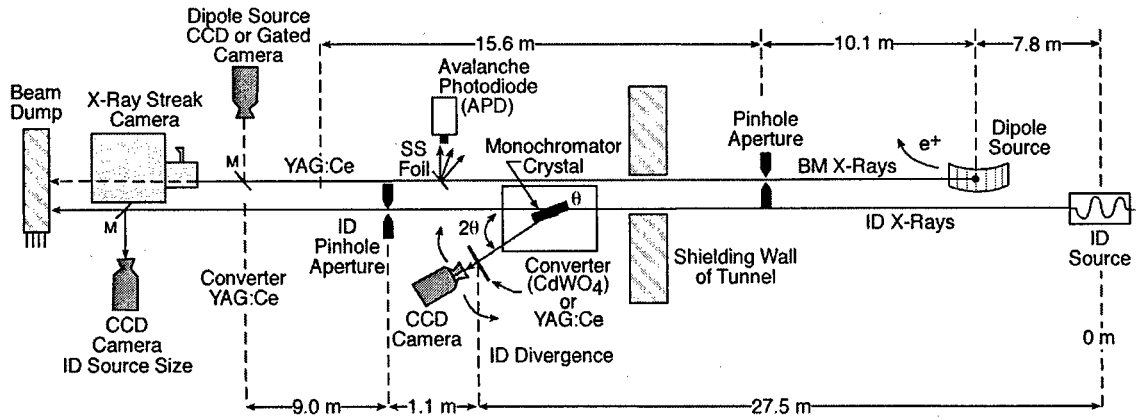 Dipole Source
CCD or Gated
Camera
15.6 m
10.1 m
7.8 m
Beam
Dump
X-Ray Streak
Camera
Avalanche
Photodiode
(APD)
Pinhole
Aperture
Dipole
Source
e+
M
YAG:Ce
SS
Foil
Monochromator
Crystal
θ
BM X-Rays
ID X-Rays
M
2θ
ID
Pinhole
Aperture
Converter
(CdWO4)
or
YAG:Ce
Shielding Wall
of Tunnel
ID
Source
Converter
YAG:Ce
CCD
Camera
CCD
Camera
ID Source Size
ID Divergence
0 m
9.0 m
1.1 m
27.5 m